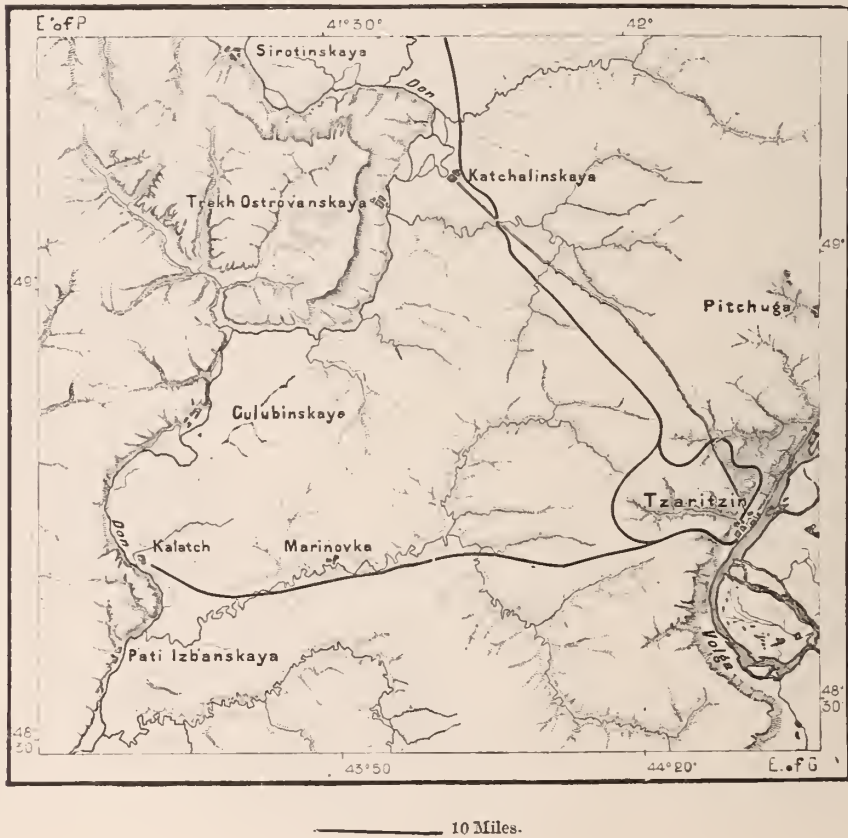 E. of P
41°30
42°
Sirotinskaya
Don
Katchalinskaya
Trekh Ostrovanskaya
49°
49
Pitchuga
Gulubinskaye
Tzaritzin
Don
Kalatch
Marinovka
Pati Izbanskaya
Volga
48°
30
48
30
43°50
44°20
E. of G
10 Miles.